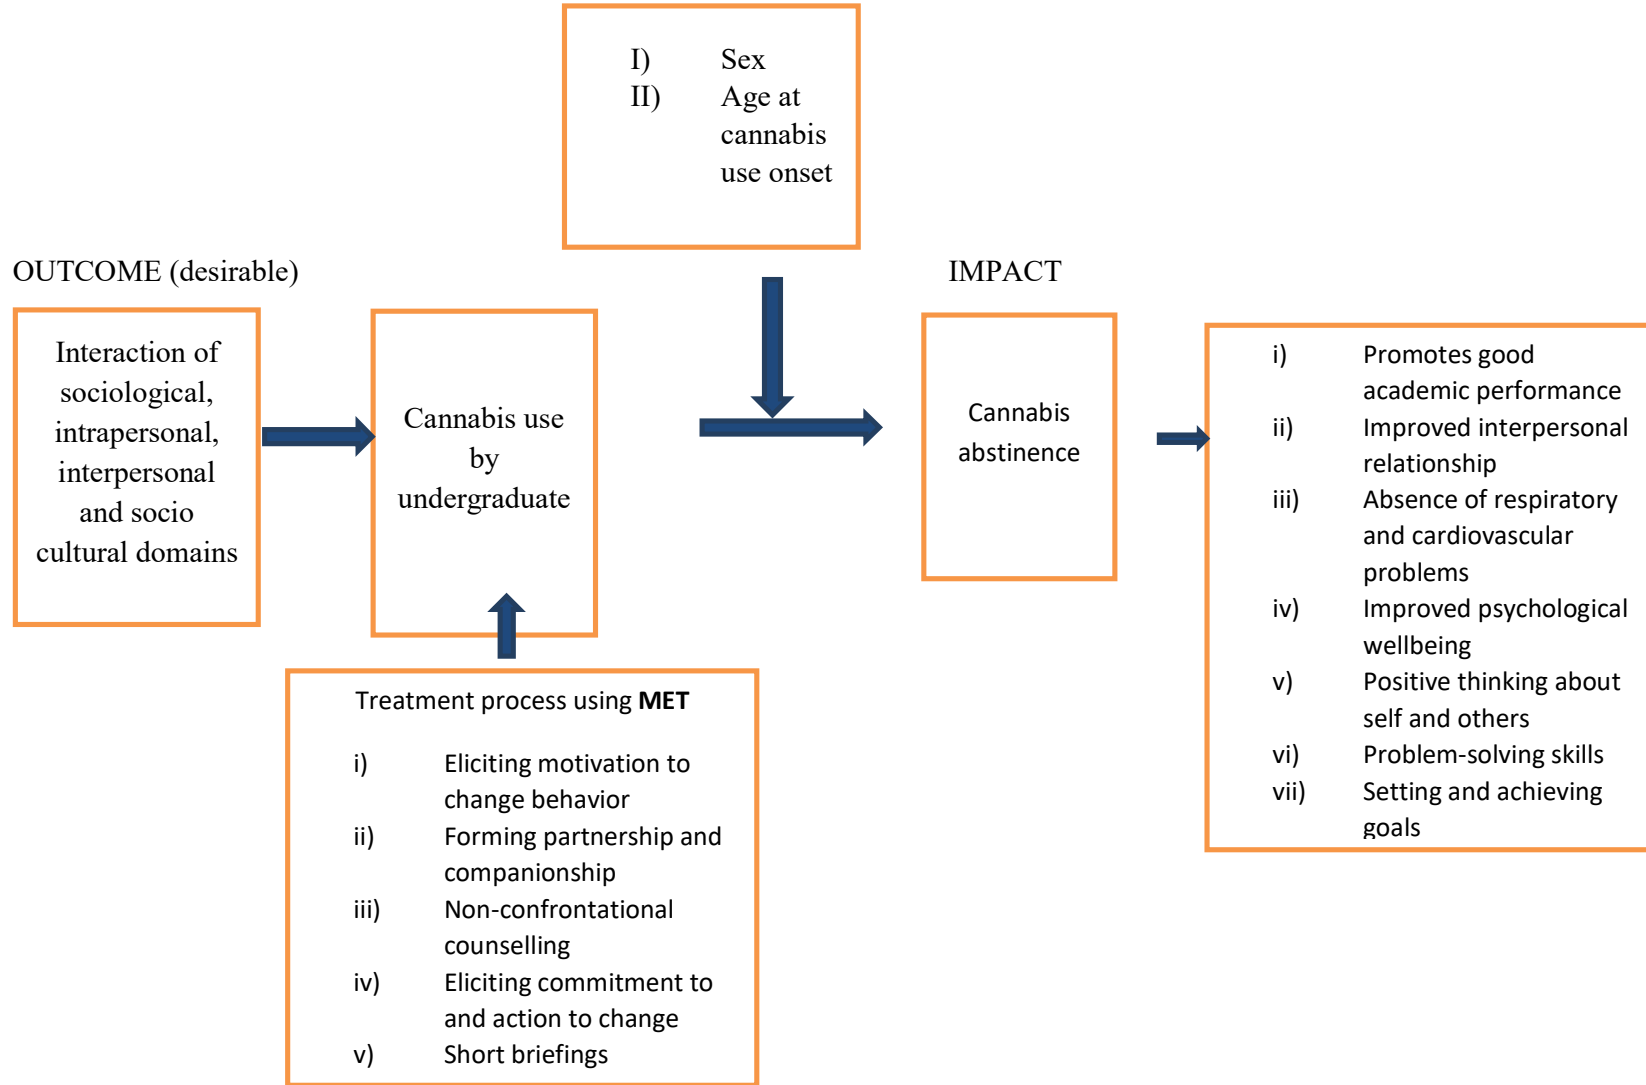 I) Sex
II) Age at
cannabis
use onset
OUTCOME (desirable)
IMPACT
Interaction of
sociological,
intrapersonal,
interpersonal
and socio
cultural domains
Cannabis use
by
undergraduate
Cannabis
abstinence
i) Promotes good
academic performance
ii) Improved interpersonal
relationship
iii) Absence of respiratory
and cardiovascular
problems
iv) Improved psychological
wellbeing
v) Positive thinking about
self and others
vi) Problem-solving skills
vii) Setting and achieving
goals
Treatment process using MET
i) Eliciting motivation to
change behavior
ii) Forming partnership and
companionship
iii) Non-confrontational
counselling
iv) Eliciting commitment to
and action to change
v) Short briefings